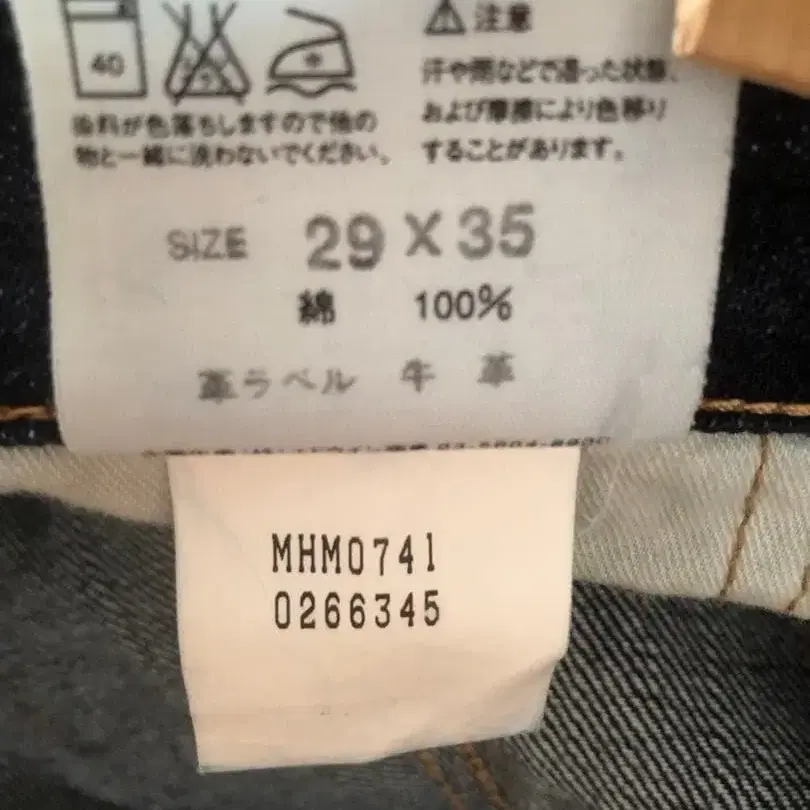 40
注意
汗や雨などで湿った状態、
および摩擦により色移り
することがあります。
染料が色落ちしますので他の
物と一緒に洗わないでください。
SIZE 29 X 35
綿 100%
革ラベル 牛 革
MHM0741
0266345